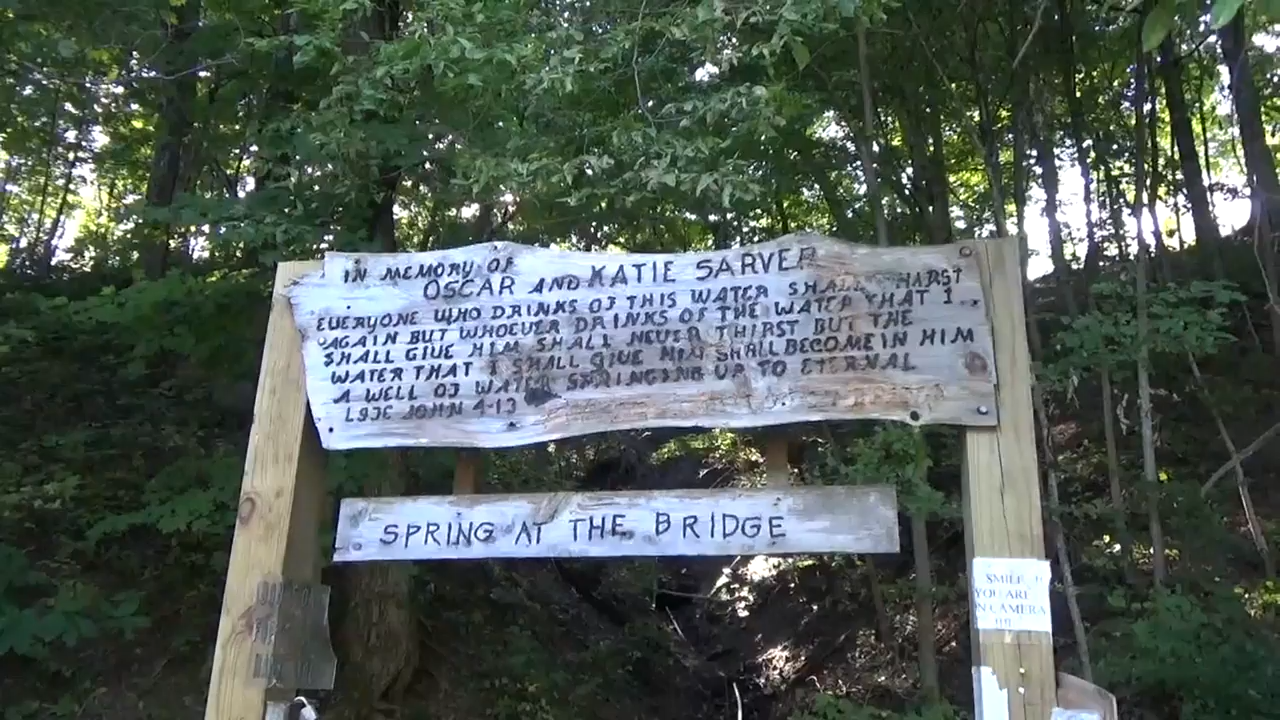 IN MEMORY OF
OSCAR AND KATIE SARVER
EVERYONE WHO DRINKS OF THIS WATER SHALL THARST
AGAIN BUT WHOEVER DRINKS OF THE WATER THAT I
SHALL GIVE HIM SHALL NEVER THIRST BUT THE
WATER THAT I SHALL GIVE HIM SHALL BECOME IN HIM
A WELL OF WATER SPRINGING UP TO ETERNAL
JOHN 4-13
SPRING AT THE BRIDGE
SMILE
YOU ARE
ON CAMERA